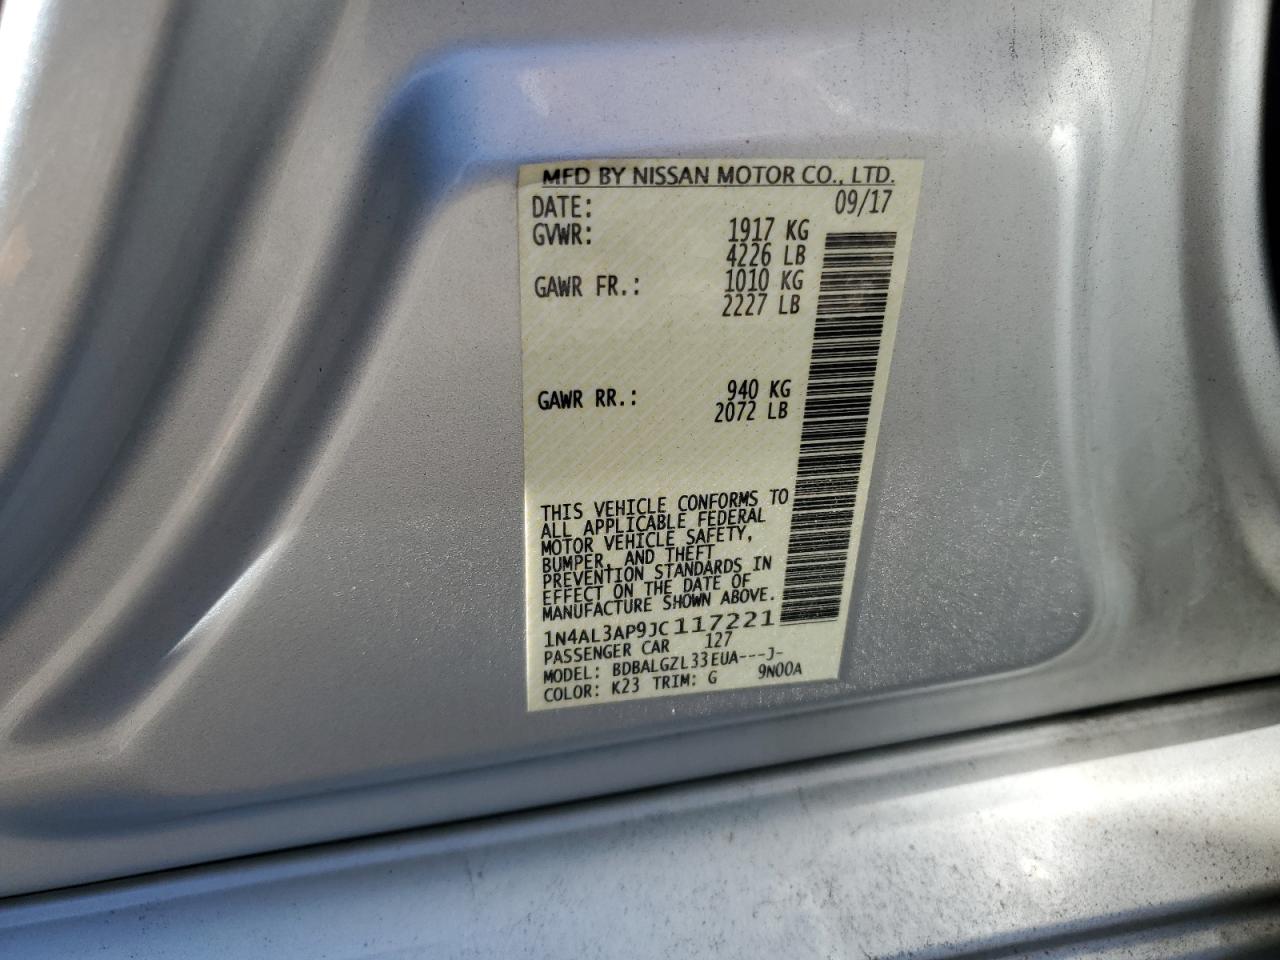 MFD BY NISSAN MOTOR CO., LTD.
DATE: 09/17
GVWR: 1917 KG
4226 LB
GAWR FR.: 1010 KG
2227 LB
GAWR RR.: 940 KG
2072 LB
THIS VEHICLE CONFORMS TO
ALL APPLICABLE FEDERAL
MOTOR VEHICLE SAFETY,
BUMPER, AND THEFT
PREVENTION STANDARDS IN
EFFECT ON THE DATE OF
MANUFACTURE SHOWN ABOVE.
1N4AL3AP9JC117221
PASSENGER CAR 127
MODEL: BDBALGZL33EUA---J-
COLOR: K23 TRIM: G 9N00A